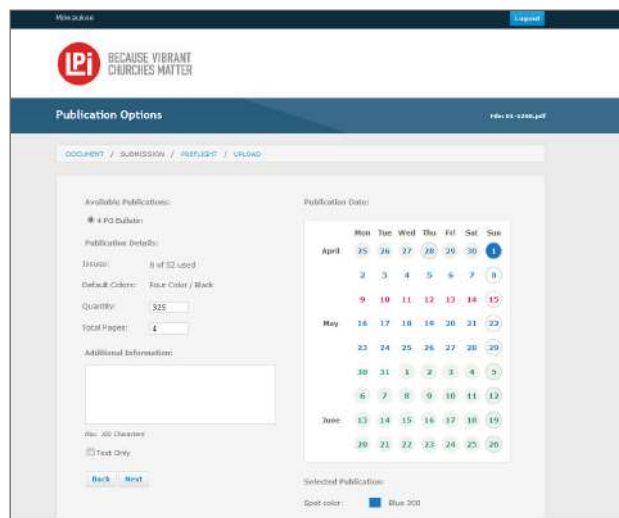 Milwaukee
Logout
LPi
BECAUSE VIBRANT
CHURCHES MATTER
Publication Options
DOCUMENT / SUBMISSION / PREFLIGHT / UPLOAD
Available Publications:
4 PG Bulletin
Publication Details:
Issues: 8 of 52 used
Default Colors: Four Color / Black
Quantity: 325
Total Pages: 4
Additional Information:
Max. 300 Characters
Text Only
Back Next
Publication Date:
Mon Tue Wed Thu Fri Sat Sun
April 25 26 27 28 29 30 1
2 3 4 5 6 7 8
9 10 11 12 13 14 15
May 16 17 18 19 20 21 22
23 24 25 26 27 28 29
30 31 1 2 3 4 5
6 7 8 9 10 11 12
June 13 14 15 16 17 18 19
20 21 22 23 24 25 26
Selected Publication:
Spot color: Blue 300